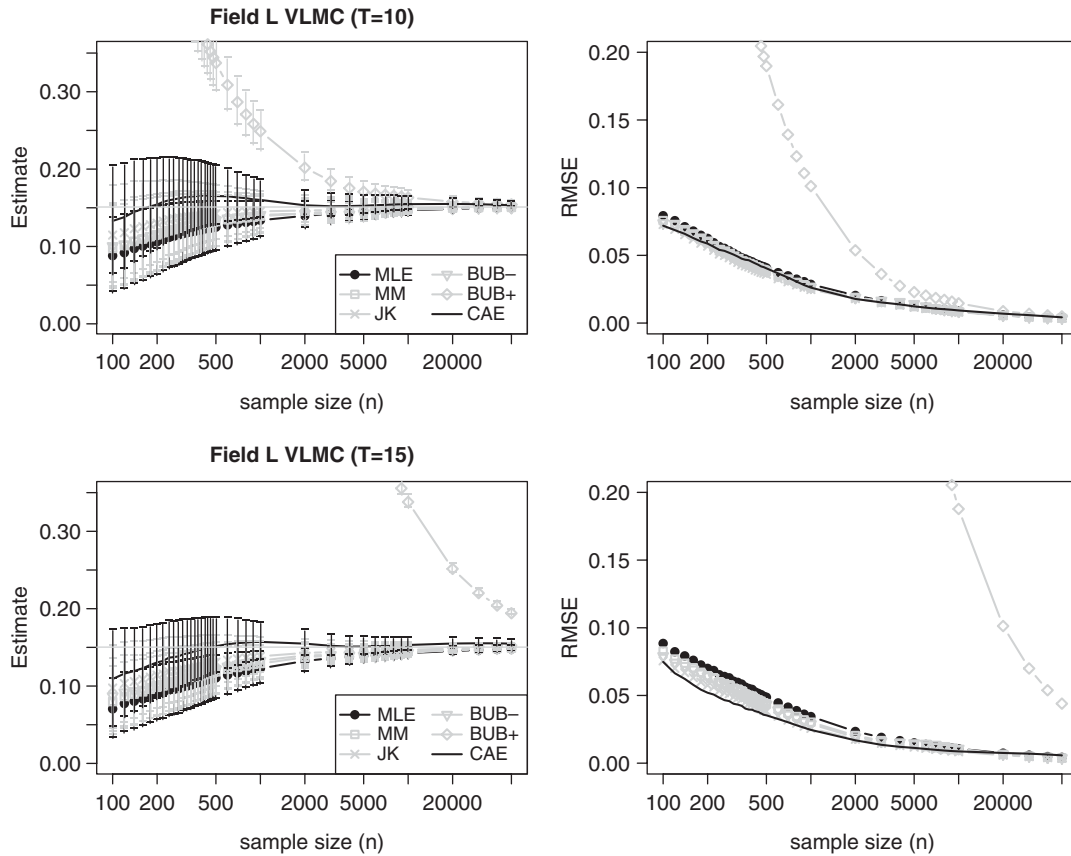 Field L VLMC (T=10)
Estimate
0.30
0.20
0.10
0.00
MLE
MM
JK
BUB−
BUB+
CAE
100 200 500 2000 5000 20000
sample size (n)
RMSE
0.20
0.15
0.10
0.05
0.00
100 200 500 2000 5000 20000
sample size (n)
Field L VLMC (T=15)
Estimate
0.30
0.20
0.10
0.00
MLE
MM
JK
BUB−
BUB+
CAE
100 200 500 2000 5000 20000
sample size (n)
RMSE
0.20
0.15
0.10
0.05
0.00
100 200 500 2000 5000 20000
sample size (n)